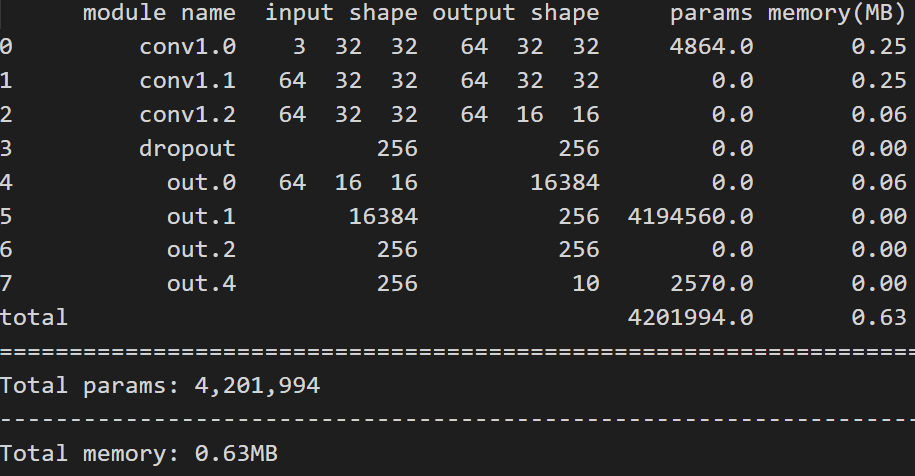 module name input shape output shape params memory(MB)
0 conv1.0 3 32 32 64 32 32 4864.0 0.25
1 conv1.1 64 32 32 64 32 32 0.0 0.25
2 conv1.2 64 32 32 64 16 16 0.0 0.06
3 dropout 256 256 0.0 0.00
4 out.0 64 16 16 16384 0.0 0.06
5 out.1 16384 256 4194560.0 0.00
6 out.2 256 256 0.0 0.00
7 out.4 256 10 2570.0 0.00
total 4201994.0 0.63
=================================================================
Total params: 4,201,994
-----------------------------------------------------------------
Total memory: 0.63MB